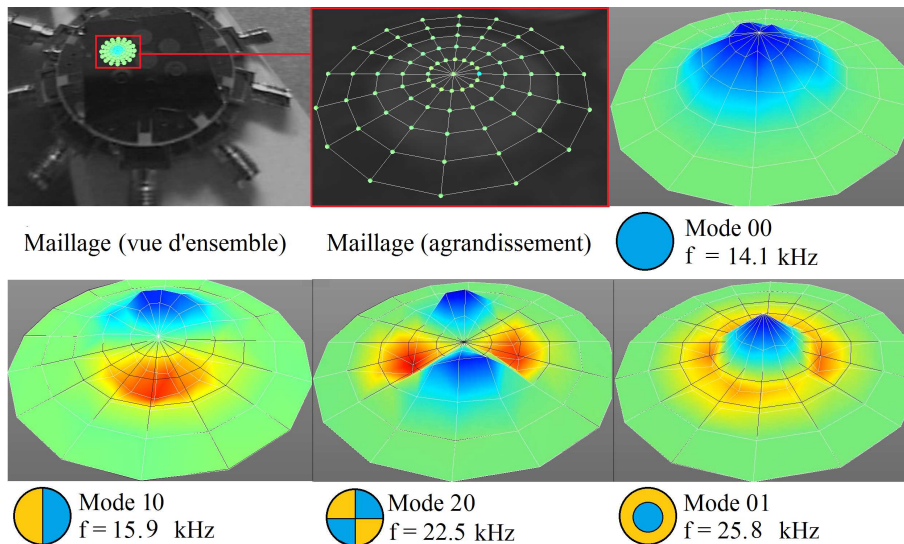 Maillage (vue d'ensemble)
Maillage (agrandissement)
Mode 00
f = 14.1 kHz
Mode 10
f = 15.9 kHz
Mode 20
f = 22.5 kHz
Mode 01
f = 25.8 kHz